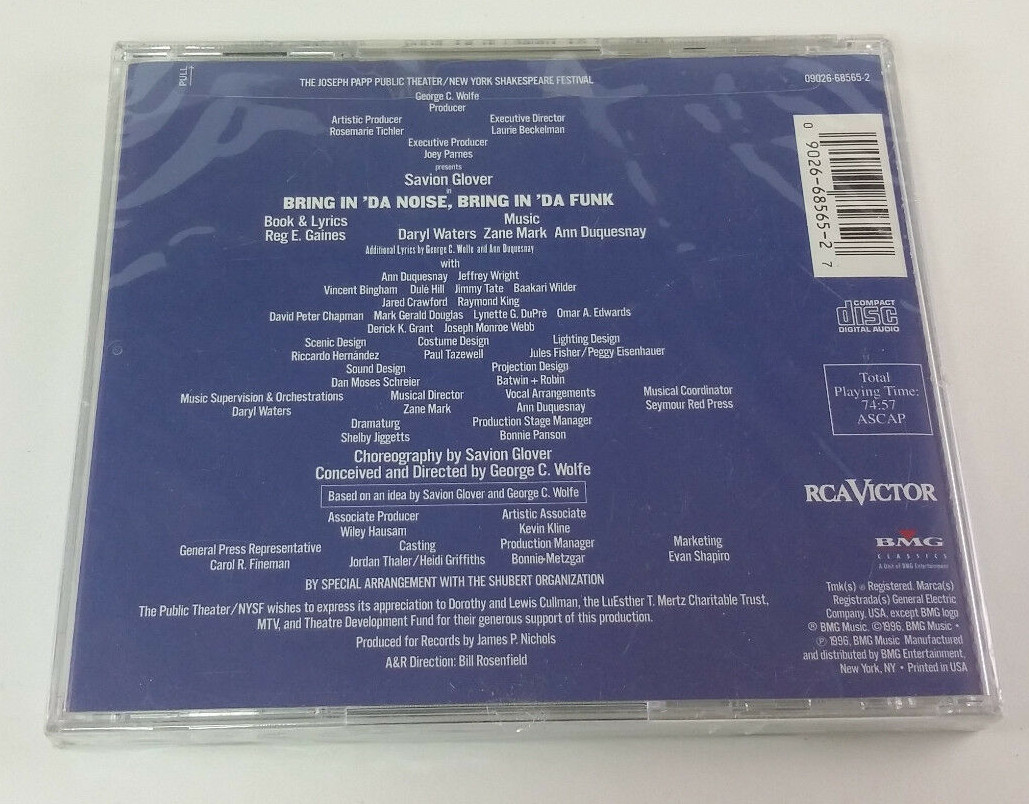 PULL
THE JOSEPH PAPP PUBLIC THEATER/NEW YORK SHAKESPEARE FESTIVAL
09026-68565-2
George C. Wolfe
Producer
Artistic Producer Executive Director
Rosemarie Tichler Laurie Beckelman
Executive Producer
Joey Parnes
presents
Savion Glover
in
BRING IN 'DA NOISE, BRING IN 'DA FUNK
Book & Lyrics Music
Reg E. Gaines Daryl Waters Zane Mark Ann Duquesnay
Additional Lyrics by George C. Wolfe and Ann Duquesnay
with
Ann Duquesnay Jeffrey Wright
Vincent Bingham Dulé Hill Jimmy Tate Baakari Wilder
Jared Crawford Raymond King
David Peter Chapman Mark Gerald Douglas Lynette G. DuPré Omar A. Edwards
Derick K. Grant Joseph Monroe Webb
Scenic Design Costume Design Lighting Design
Riccardo Hernández Paul Tazewell Jules Fisher/Peggy Eisenhauer
Sound Design Projection Design
Dan Moses Schreier Batwin + Robin
Music Supervision & Orchestrations Musical Director Vocal Arrangements Musical Coordinator
Daryl Waters Zane Mark Ann Duquesnay Seymour Red Press
Dramaturg Production Stage Manager
Shelby Jiggetts Bonnie Panson
Choreography by Savion Glover
Conceived and Directed by George C. Wolfe
Based on an idea by Savion Glover and George C. Wolfe
Associate Producer Artistic Associate
Wiley Hausam Kevin Kline
General Press Representative Casting Production Manager Marketing
Carol R. Fineman Jordan Thaler/Heidi Griffiths Bonnie Metzgar Evan Shapiro
BY SPECIAL ARRANGEMENT WITH THE SHUBERT ORGANIZATION
The Public Theater/NYSF wishes to express its appreciation to Dorothy and Lewis Cullman, the LuEsther T. Mertz Charitable Trust,
MTV, and Theatre Development Fund for their generous support of this production.
Produced for Records by James P. Nichols
A&R Direction: Bill Rosenfield
0 9026-68565-2 7
COMPACT
disc
DIGITAL AUDIO
Total
Playing Time:
74:57
ASCAP
RCA VICTOR
BMG
CLASSICS
A Unit of BMG Entertainment
Tmk(s) ® Registered. Marca(s)
Registrada(s) General Electric
Company, USA, except BMG logo
® BMG Music. ©1996, BMG Music •
℗ 1996, BMG Music Manufactured
and distributed by BMG Entertainment,
New York, NY • Printed in USA